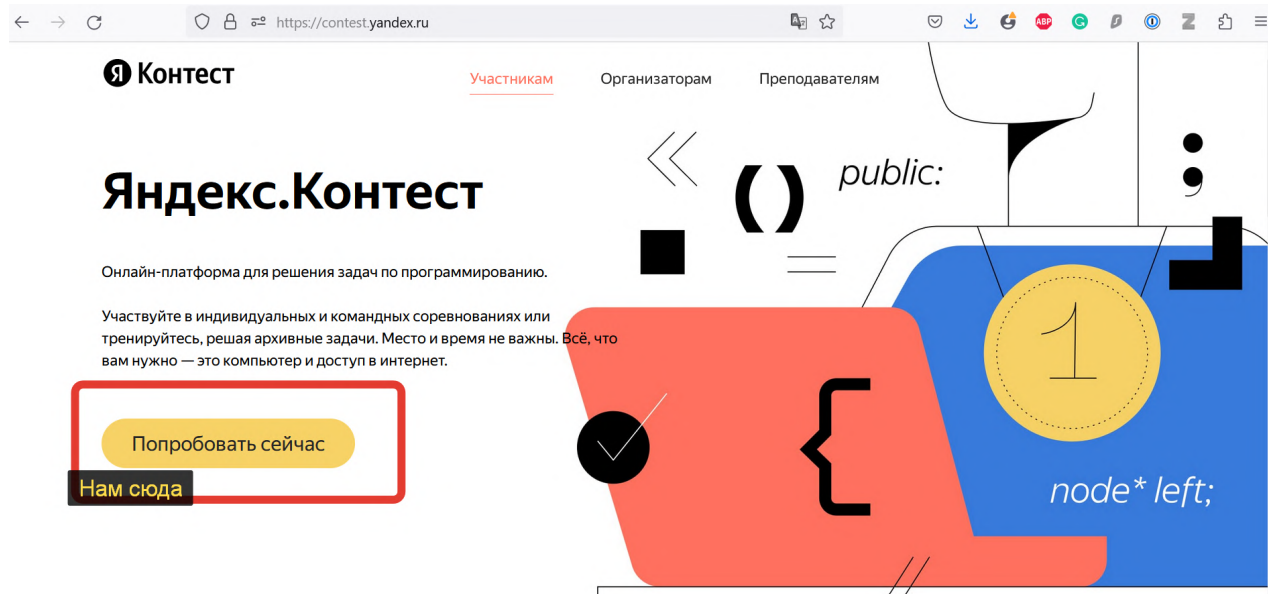 https://contest.yandex.ru
ABP
Я Контест
Участникам
Организаторам
Преподавателям
Яндекс.Контест
Онлайн-платформа для решения задач по программированию.
Участвуйте в индивидуальных и командных соревнованиях или
тренируйтесь, решая архивные задачи. Место и время не важны. Всё, что
вам нужно — это компьютер и доступ в интернет.
Попробовать сейчас
Нам сюда
( )
public:
;
=
1
{
node* left;
//